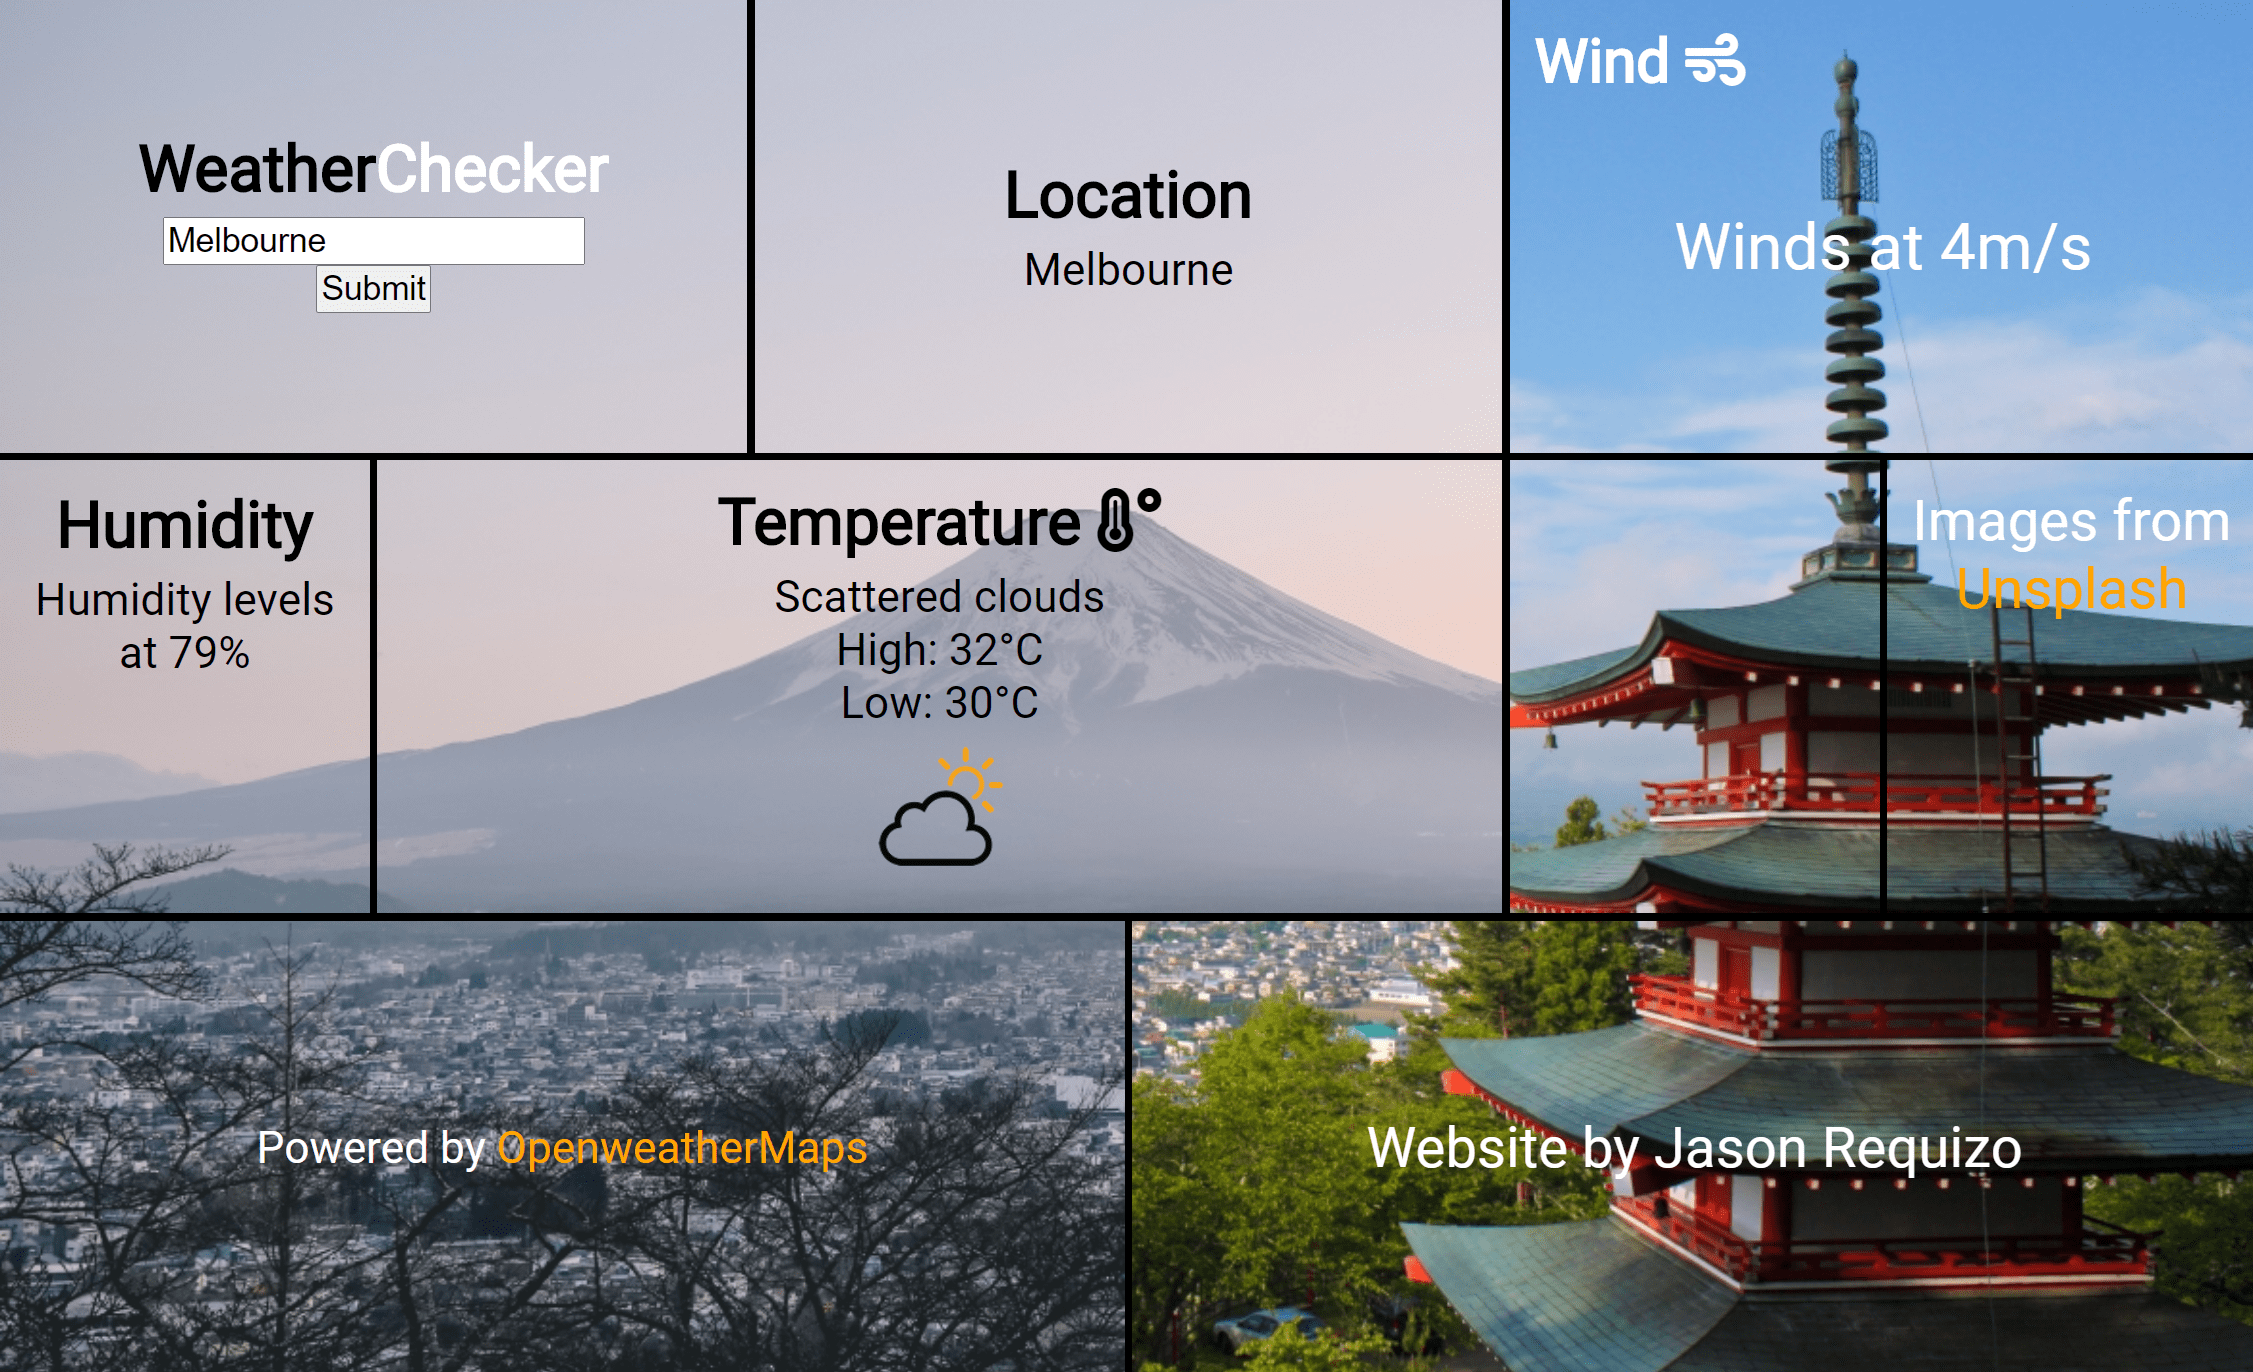 WeatherChecker
Melbourne
Submit
Location
Melbourne
Wind
Winds at 4m/s
Humidity
Humidity levels
at 79%
Temperature
Scattered clouds
High: 32°C
Low: 30°C
Images from
Unsplash
Powered by OpenweatherMaps
Website by Jason Requizo